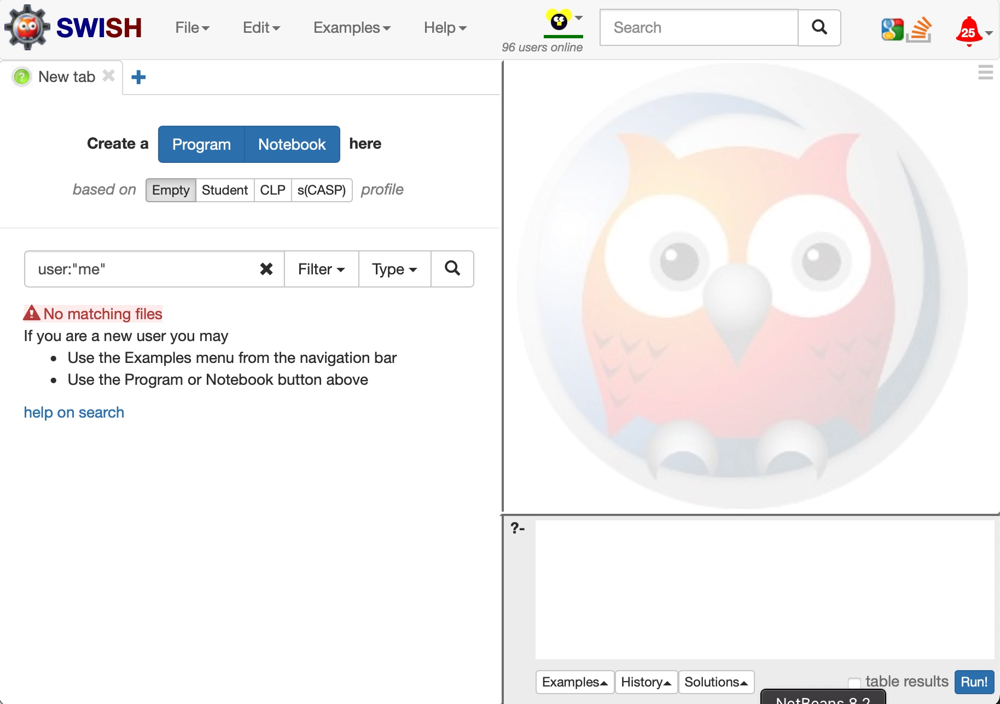 SWISH File Edit Examples Help
96 users online
Search
25
? New tab
Create a Program Notebook here
based on Empty Student CLP s(CASP) profile
user:"me" Filter Type
No matching files
If you are a new user you may
• Use the Examples menu from the navigation bar
• Use the Program or Notebook button above
help on search
?-
Examples History Solutions table results Run!
NetBeans 8.2